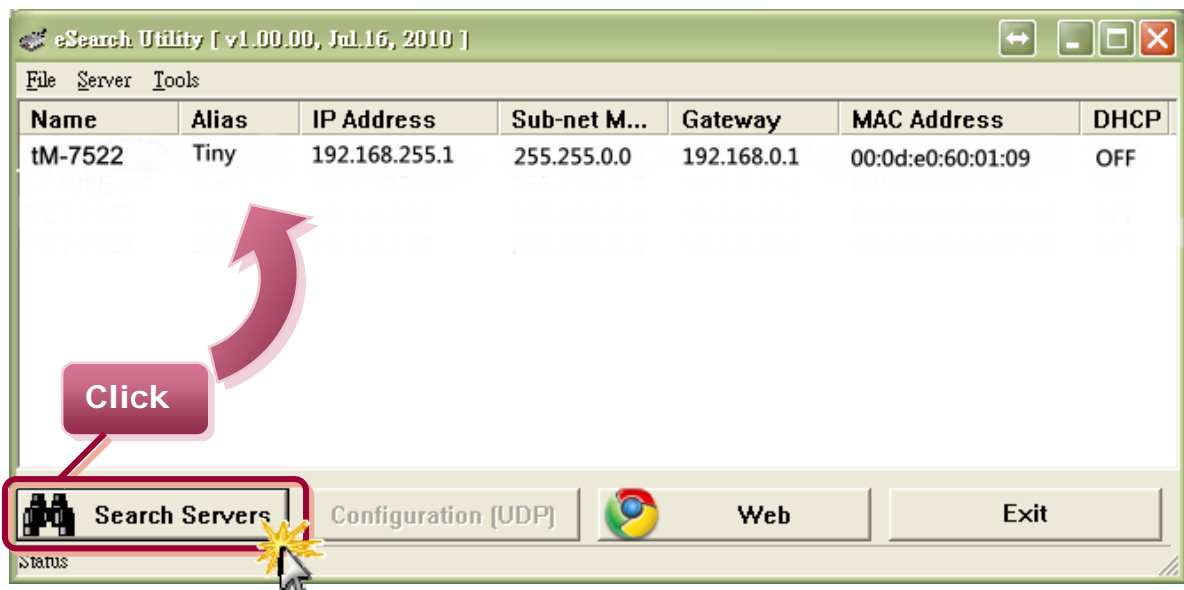 eSearch Utility [ v1.00.00, Jul.16, 2010 ]
File Server Tools
Name Alias IP Address Sub-net M... Gateway MAC Address DHCP
tM-7522 Tiny 192.168.255.1 255.255.0.0 192.168.0.1 00:0d:e0:60:01:09 OFF
Click
Search Servers Configuration (UDP) Web Exit
Status